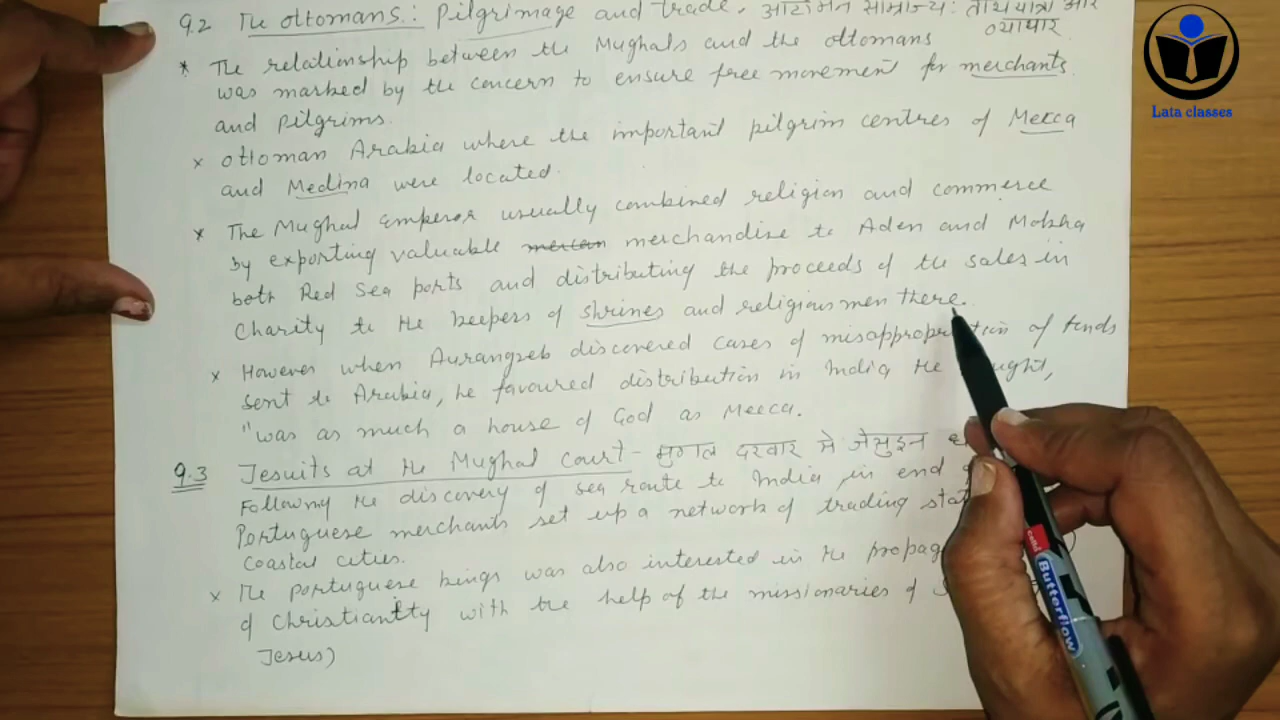 9.2 The Ottomans: Pilgrimage and trade. आटोमन साम्राज्य: तीर्थयात्रा और
व्यापार
* The relationship between the Mughals and the Ottomans
was marked by the concern to ensure free movement for merchants
and pilgrims.
x Ottoman Arabia where the important pilgrim centres of Mecca
and Medina were located.
x The Mughal emperor usually combined religion and commerce
by exporting valuable merchandise to Aden and Mokha
both Red Sea ports and distributing the proceeds of the sales in
charity to the keepers of shrines and religious men there.
x However when Aurangzeb discovered cases of misappropriation of funds
sent to Arabia, he favoured distribution in India he
"was as much a house of God as Mecca.
9.3 Jesuits at the Mughal court - मुगल दरबार मे जेसुइन
Following the discovery of sea route to India in end
Portuguese merchants set up a network of trading
coastal cities.
x The portuguese kings was also interested in the
of Christianity with the help of the missionaries of
Jesus)
Lata classes
Butterflow